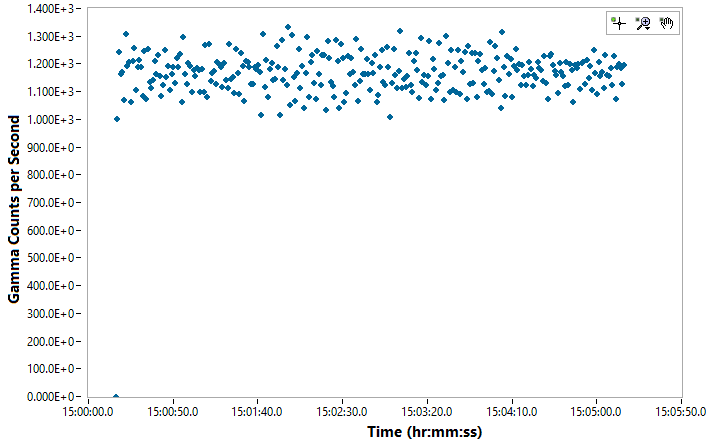 1.400E+3
1.300E+3
1.200E+3
1.100E+3
1.000E+3
900.0E+0
800.0E+0
700.0E+0
600.0E+0
500.0E+0
400.0E+0
300.0E+0
200.0E+0
100.0E+0
0.000E+0
Gamma Counts per Second
15:00:00.0 15:00:50.0 15:01:40.0 15:02:30.0 15:03:20.0 15:04:10.0 15:05:00.0 15:05:50.0
Time (hr:mm:ss)